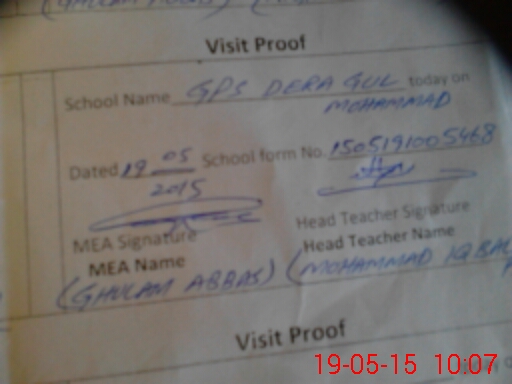 Visit Proof
School Name GPS DERA GUL today on
MOHAMMAD
Dated 19 05 School form No. 1505191005468
2015
MEA Signature Head Teacher Signature
MEA Name Head Teacher Name
(GHULAM ABBAS) (MOHAMMAD IQBAL
Visit Proof
19-05-15 10:07